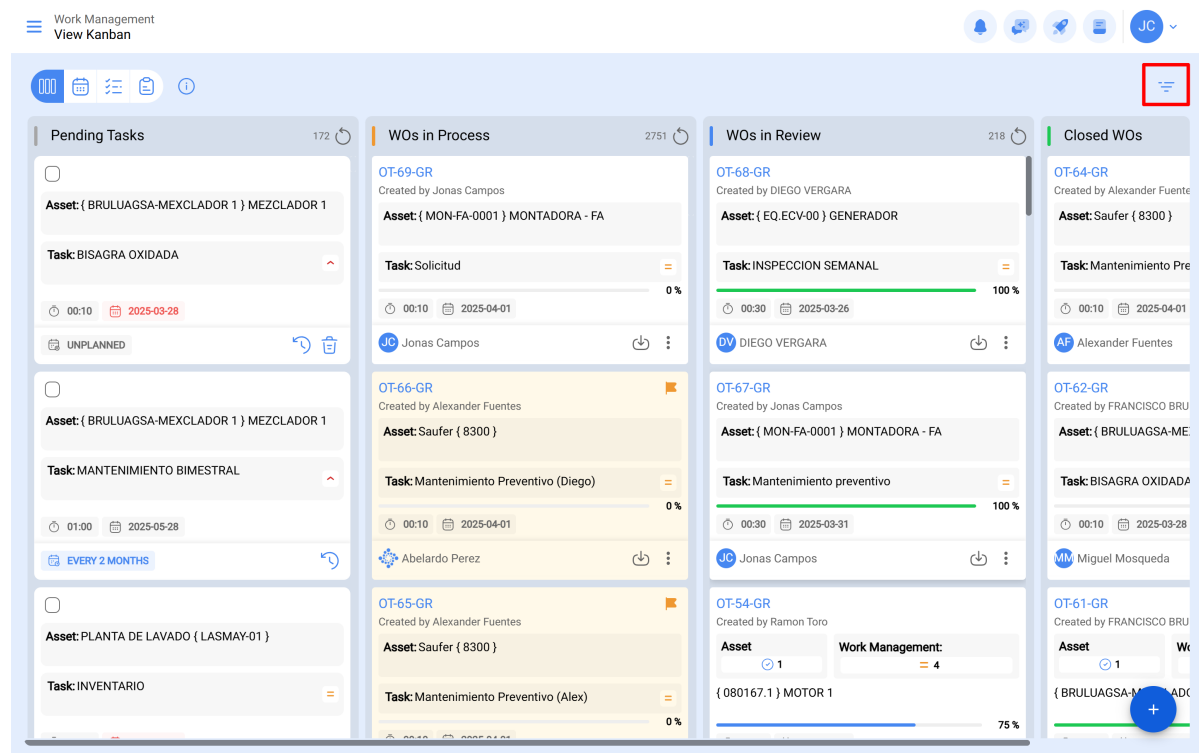 Work Management
View Kanban
JC
Pending Tasks
172
Asset: { BRULUAGSA-MEXCLADOR 1 } MEZCLADOR 1
Task: BISAGRA OXIDADA
00:10
2025-03-28
UNPLANNED
Asset: { BRULUAGSA-MEXCLADOR 1 } MEZCLADOR 1
Task: MANTENIMIENTO BIMESTRAL
01:00
2025-05-28
EVERY 2 MONTHS
Asset: PLANTA DE LAVADO { LASMAY-01 }
Task: INVENTARIO
WOs in Process
2751
OT-69-GR
Created by Jonas Campos
Asset: { MON-FA-0001 } MONTADORA - FA
Task: Solicitud
0 %
00:10
2025-04-01
JC Jonas Campos
OT-66-GR
Created by Alexander Fuentes
Asset: Saufer { 8300 }
Task: Mantenimiento Preventivo (Diego)
0 %
00:10
2025-04-01
Abelardo Perez
OT-65-GR
Created by Alexander Fuentes
Asset: Saufer { 8300 }
Task: Mantenimiento Preventivo (Alex)
0 %
WOs in Review
218
OT-68-GR
Created by DIEGO VERGARA
Asset: { EQ.ECV-00 } GENERADOR
Task: INSPECCION SEMANAL
100 %
00:30
2025-03-26
DV DIEGO VERGARA
OT-67-GR
Created by Jonas Campos
Asset: { MON-FA-0001 } MONTADORA - FA
Task: Mantenimiento preventivo
100 %
00:30
2025-03-31
JC Jonas Campos
OT-54-GR
Created by Ramon Toro
Asset
1
Work Management:
4
{ 080167.1 } MOTOR 1
75 %
Closed WOs
OT-64-GR
Created by Alexander Fuente
Asset: Saufer { 8300 }
Task: Mantenimiento Pre
00:10
2025-04-01
AF Alexander Fuentes
OT-62-GR
Created by FRANCISCO BRU
Asset: { BRULUAGSA-ME
Task: BISAGRA OXIDADA
00:10
2025-03-28
MM Miguel Mosqueda
OT-61-GR
Created by FRANCISCO BRU
Asset
1
Wo
{ BRULUAGSA-M
+